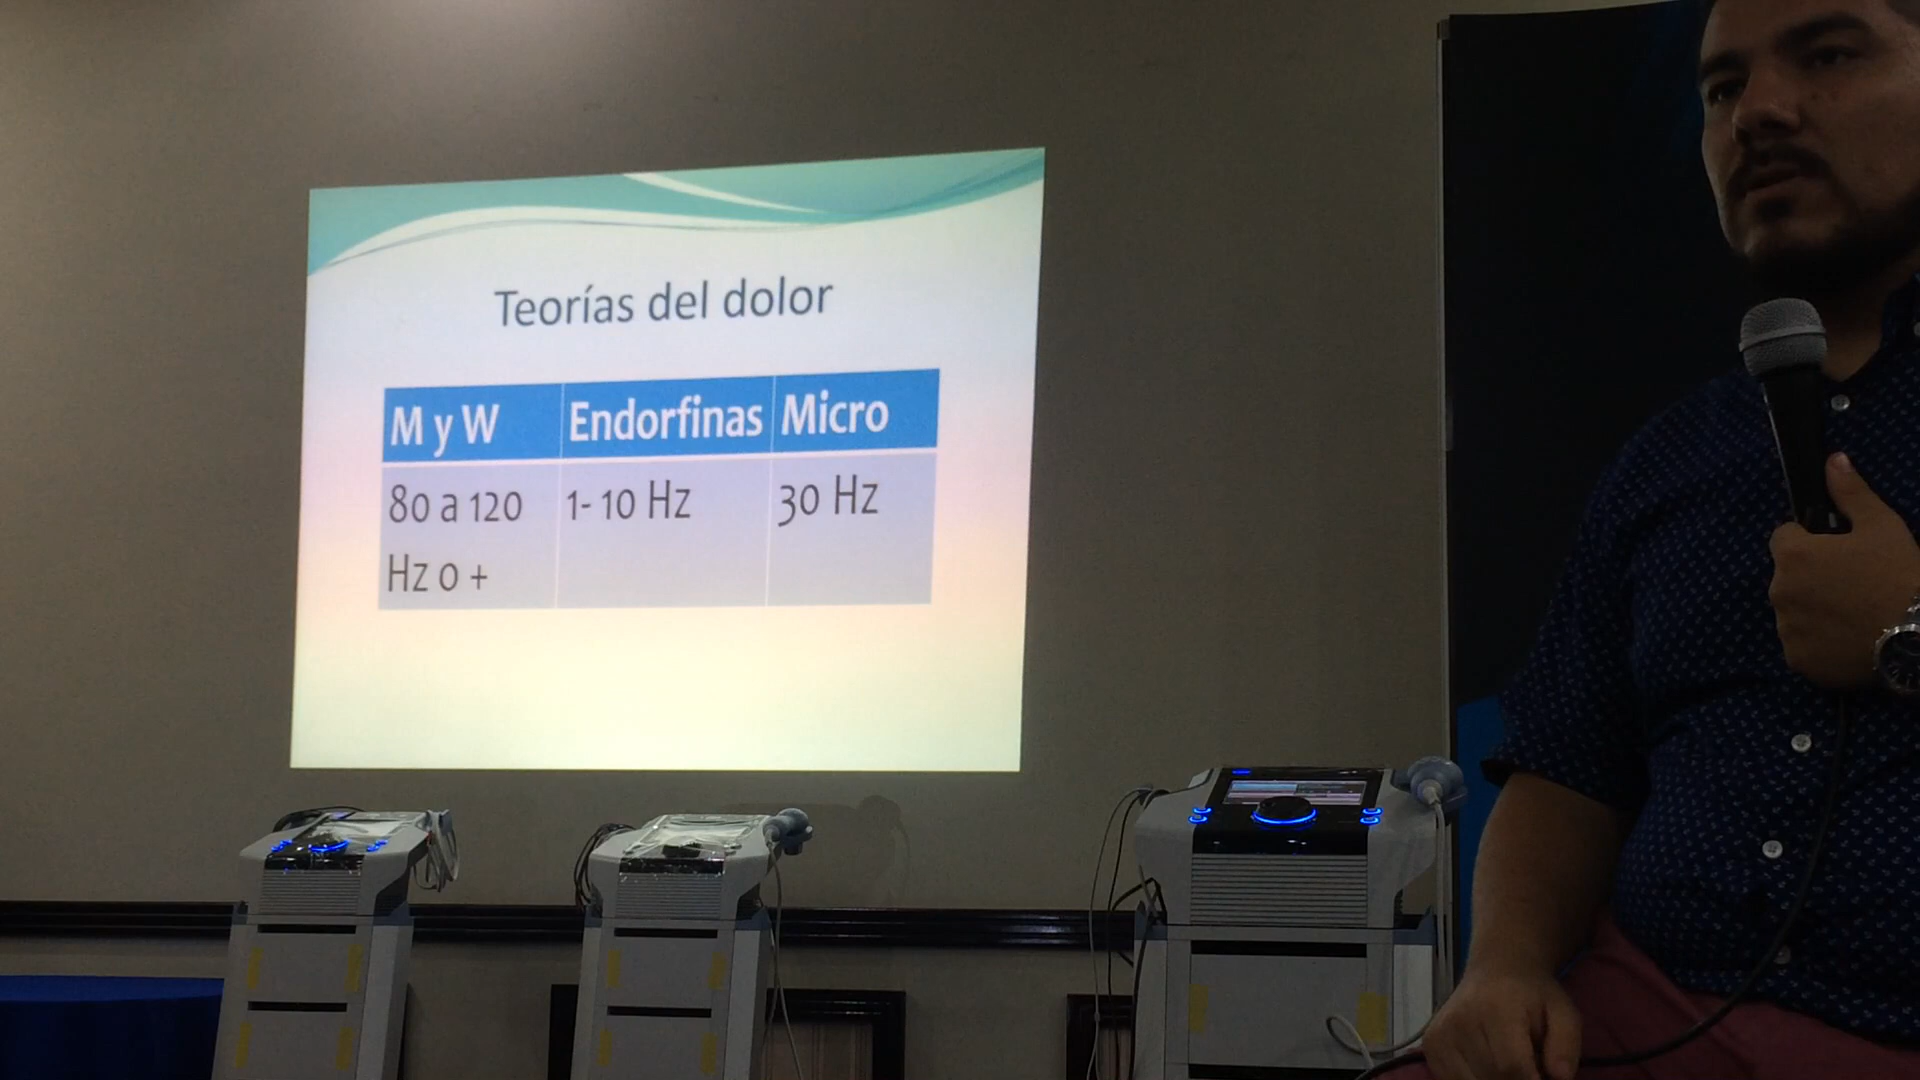 Teorías del dolor
M y W
Endorfinas
Micro
80 a 120
Hz o +
1- 10 Hz
30 Hz